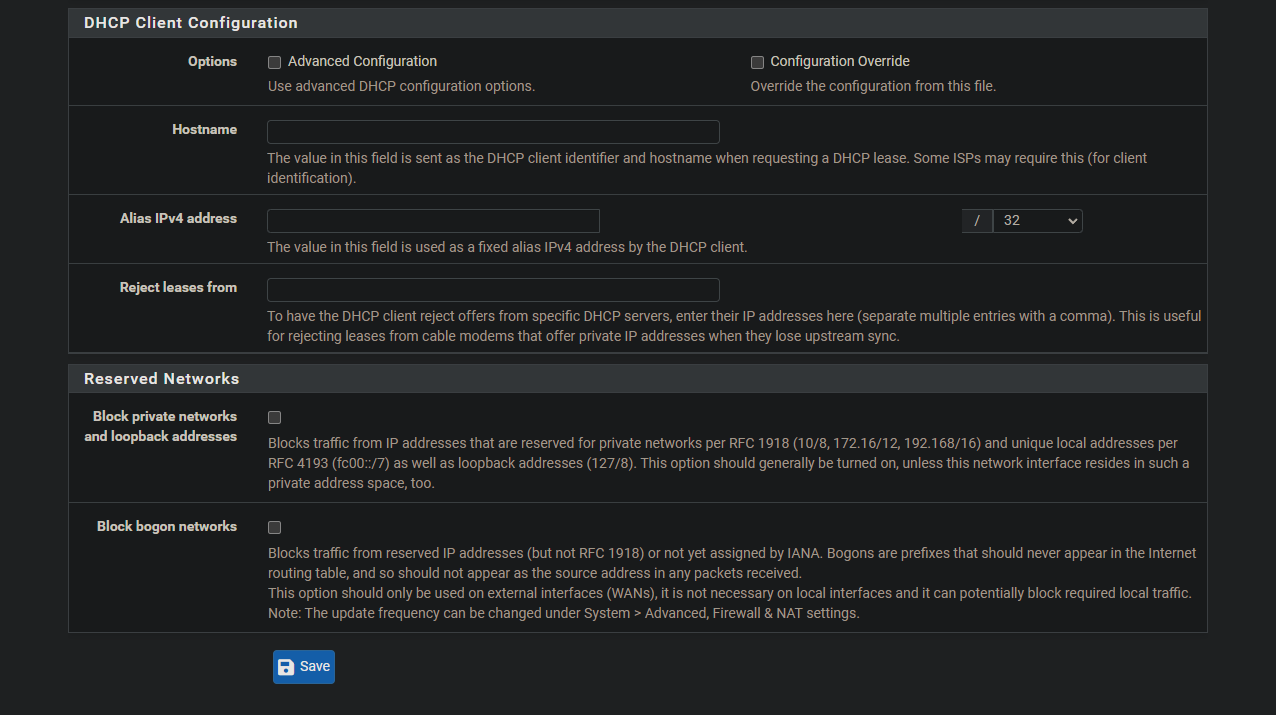 DHCP Client Configuration
Options
Advanced Configuration
Configuration Override
Use advanced DHCP configuration options.
Override the configuration from this file.
Hostname
The value in this field is sent as the DHCP client identifier and hostname when requesting a DHCP lease. Some ISPs may require this (for client
identification).
Alias IPv4 address
/ 32
The value in this field is used as a fixed alias IPv4 address by the DHCP client.
Reject leases from
To have the DHCP client reject offers from specific DHCP servers, enter their IP addresses here (separate multiple entries with a comma). This is useful
for rejecting leases from cable modems that offer private IP addresses when they lose upstream sync.
Reserved Networks
Block private networks
and loopback addresses
Blocks traffic from IP addresses that are reserved for private networks per RFC 1918 (10/8, 172.16/12, 192.168/16) and unique local addresses per
RFC 4193 (fc00::/7) as well as loopback addresses (127/8). This option should generally be turned on, unless this network interface resides in such a
private address space, too.
Block bogon networks
Blocks traffic from reserved IP addresses (but not RFC 1918) or not yet assigned by IANA. Bogons are prefixes that should never appear in the Internet
routing table, and so should not appear as the source address in any packets received.
This option should only be used on external interfaces (WANs), it is not necessary on local interfaces and it can potentially block required local traffic.
Note: The update frequency can be changed under System > Advanced, Firewall & NAT settings.
Save